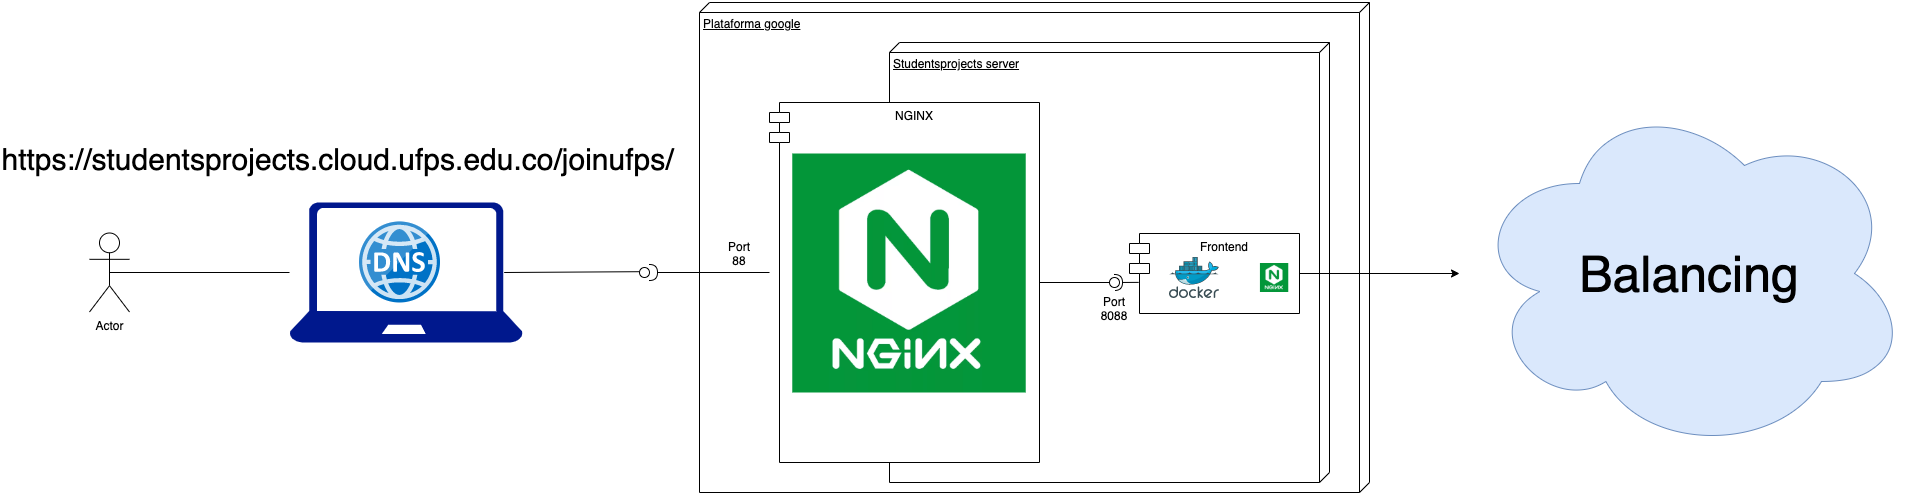 Plataforma google
Studentsprojects server
NGINX
https://studentsprojects.cloud.ufps.edu.co/joinufps/
DNS
Actor
Port
88
N
NGiNX
Port
8088
Frontend
docker
N
NGINX
Balancing